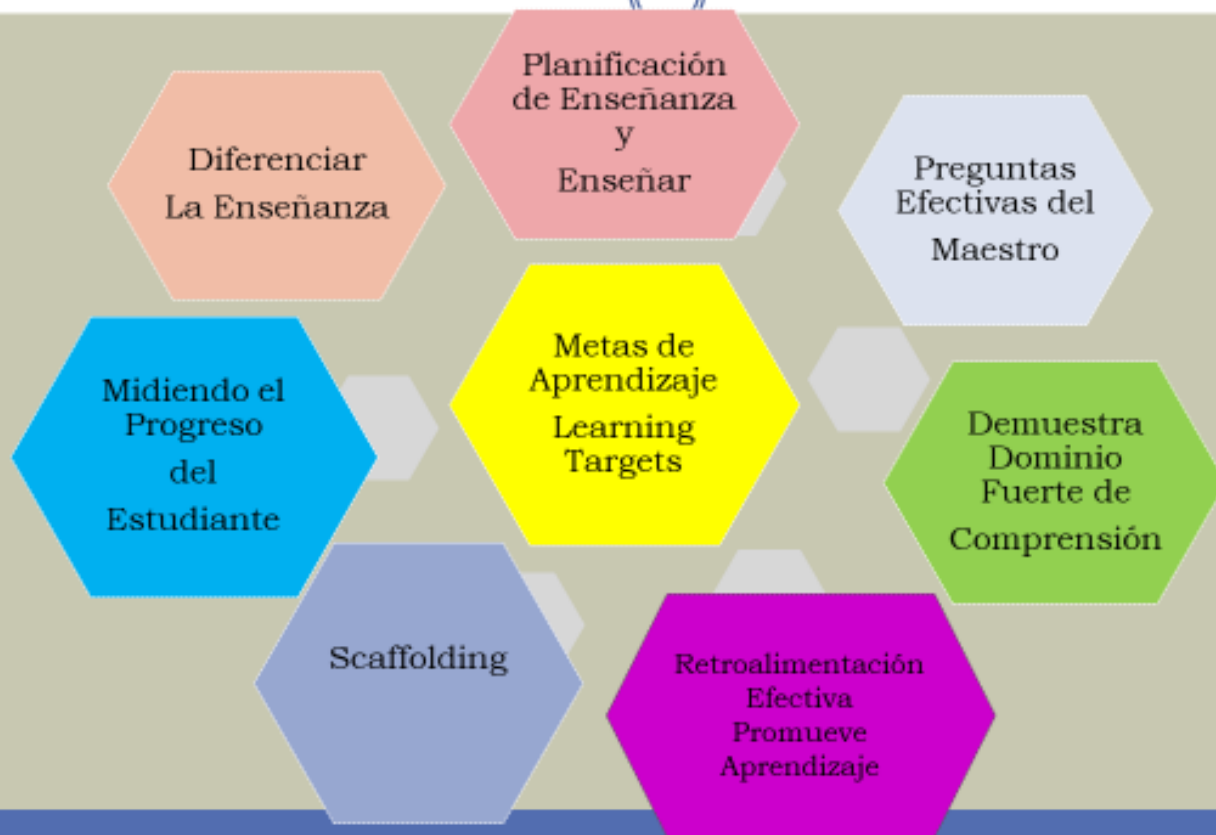 Planificación
de Enseñanza
y
Enseñar
Diferenciar
La Enseñanza
Preguntas
Efectivas del
Maestro
Metas de
Aprendizaje
Learning
Targets
Midiendo el
Progreso
del
Estudiante
Demuestra
Dominio
Fuerte de
Comprensión
Scaffolding
Retroalimentación
Efectiva
Promueve
Aprendizaje